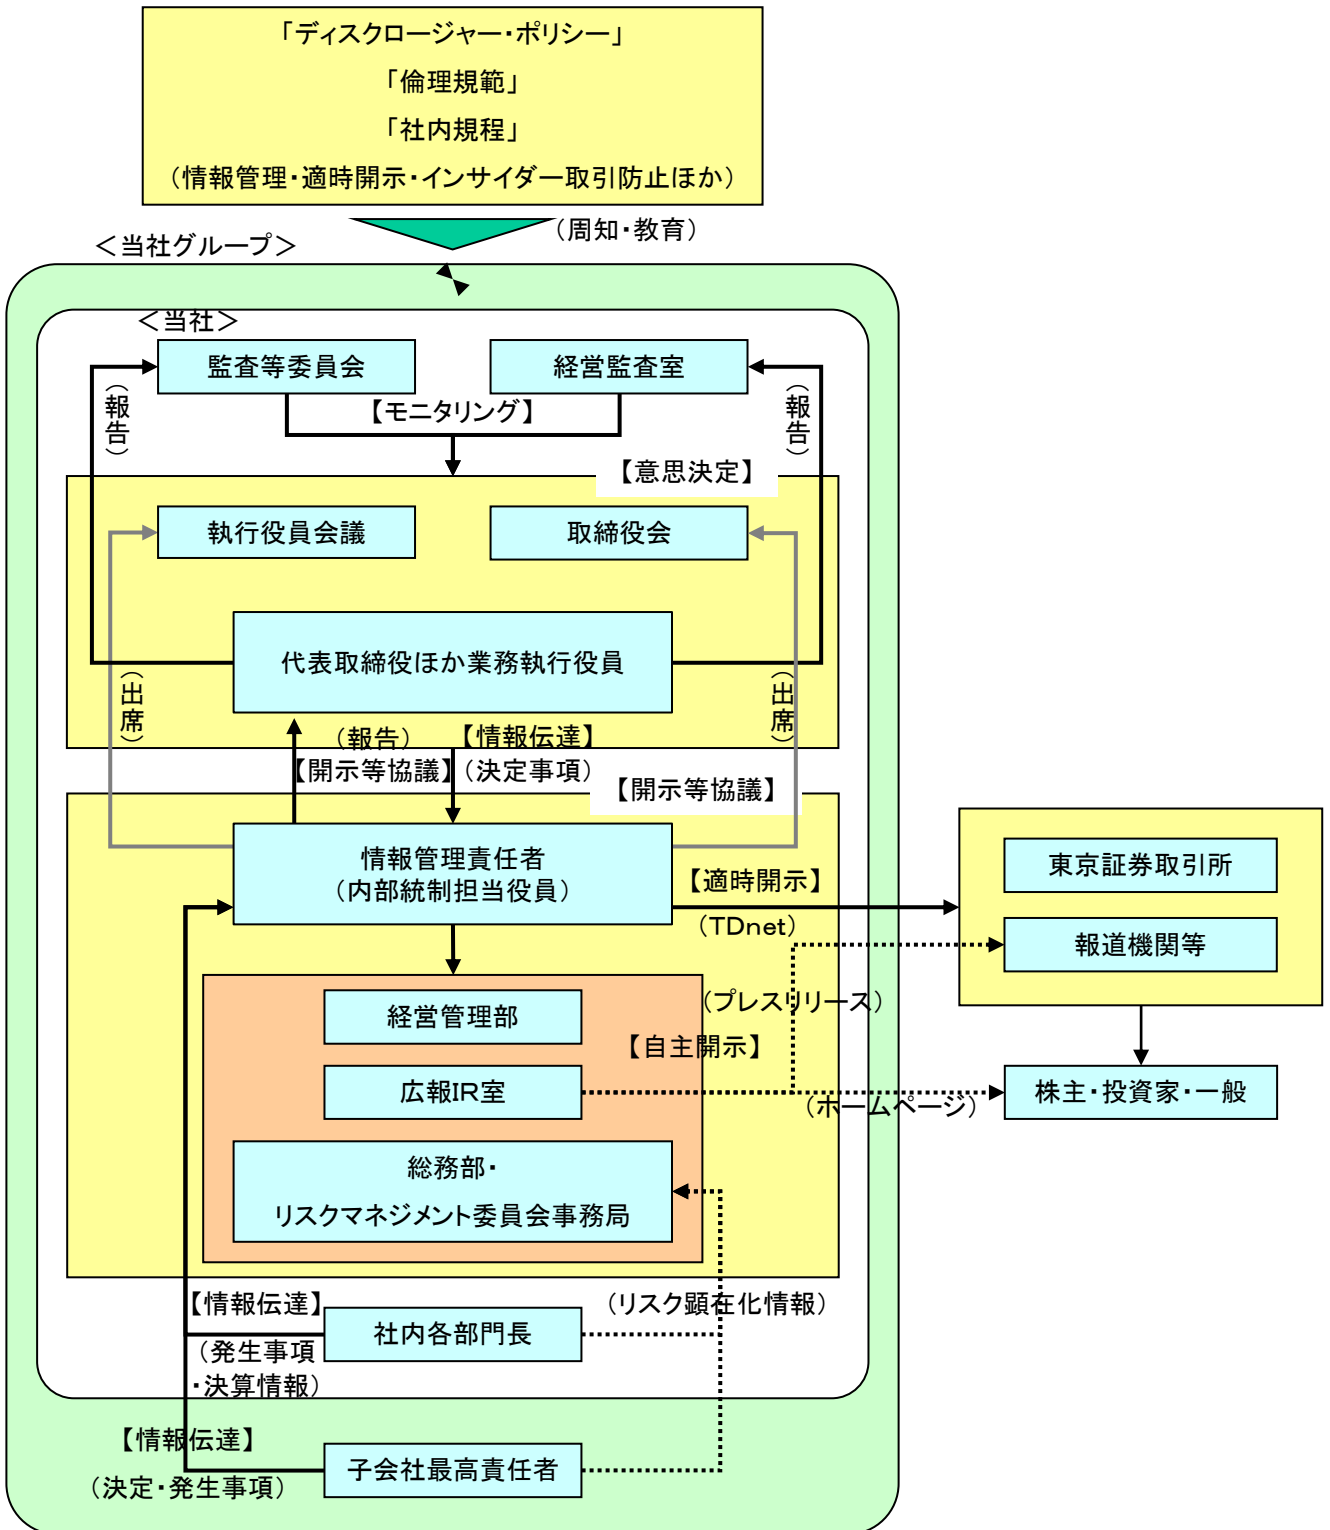 「ディスクロージャー・ポリシー」
「倫理規範」
「社内規程」
（情報管理・適時開示・インサイダー取引防止ほか）
（周知・教育）
＜当社グループ＞
＜当社＞
監査等委員会
経営監査室
（報告）
【モニタリング】
（報告）
【意思決定】
執行役員会議
取締役会
代表取締役ほか業務執行役員
（出席）
（出席）
（報告）
【情報伝達】
【開示等協議】
（決定事項）
【開示等協議】
情報管理責任者
（内部統制担当役員）
【適時開示】
（TDnet）
東京証券取引所
報道機関等
経営管理部
（プレスリリース）
【自主開示】
広報IR室
（ホームページ）
株主・投資家・一般
総務部・
リスクマネジメント委員会事務局
【情報伝達】
（リスク顕在化情報）
社内各部門長
（発生事項
・決算情報）
【情報伝達】
子会社最高責任者
（決定・発生事項）